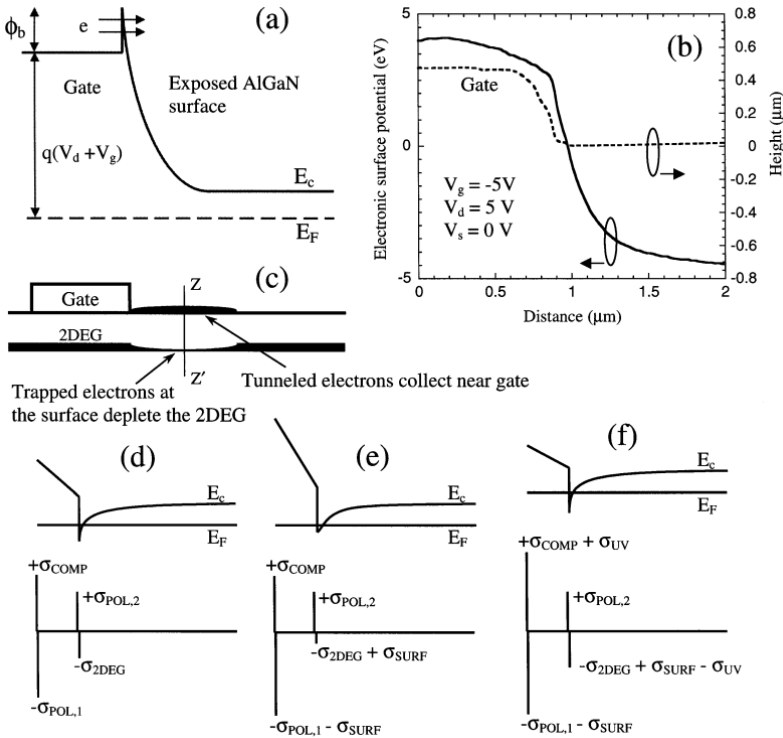 (a)
ϕb
e
Gate
Exposed AlGaN
surface
q(Vd +Vg)
Ec
EF
(b)
Electronic surface potential (eV)
5
0
-5
Gate
Vg = -5V
Vd = 5 V
Vs = 0 V
0.8
0.6
0.4
0.2
0
-0.2
-0.4
-0.6
-0.8
Height (μm)
0 0.5 1 1.5 2
Distance (μm)
(c)
Gate
Z
2DEG
Z'
Trapped electrons at
the surface deplete the 2DEG
Tunneled electrons collect near gate
(d)
Ec
EF
+σCOMP
+σPOL,2
-σ2DEG
-σPOL,1
(e)
Ec
EF
+σCOMP
+σPOL,2
-σ2DEG + σSURF
-σPOL,1 - σSURF
(f)
Ec
EF
+σCOMP + σUV
+σPOL,2
-σ2DEG + σSURF - σUV
-σPOL,1 - σSURF